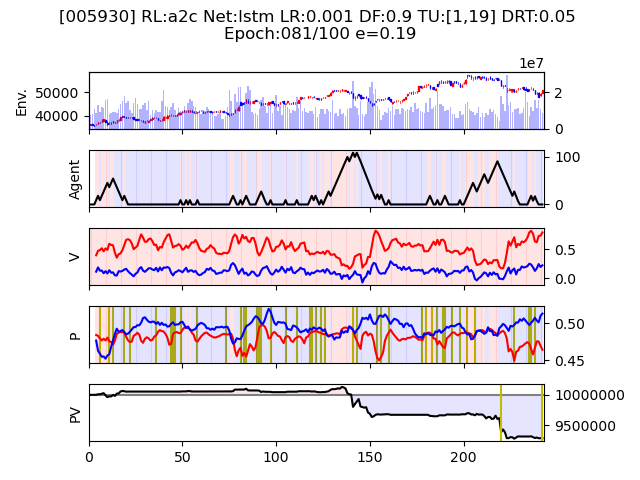 [005930] RL:a2c Net:lstm LR:0.001 DF:0.9 TU:[1,19] DRT:0.05
Epoch:081/100 e=0.19
1e7
Env.
50000
40000
2
0
Agent
100
0
V
0.5
0.0
P
0.50
0.45
PV
10000000
9500000
0
50
100
150
200